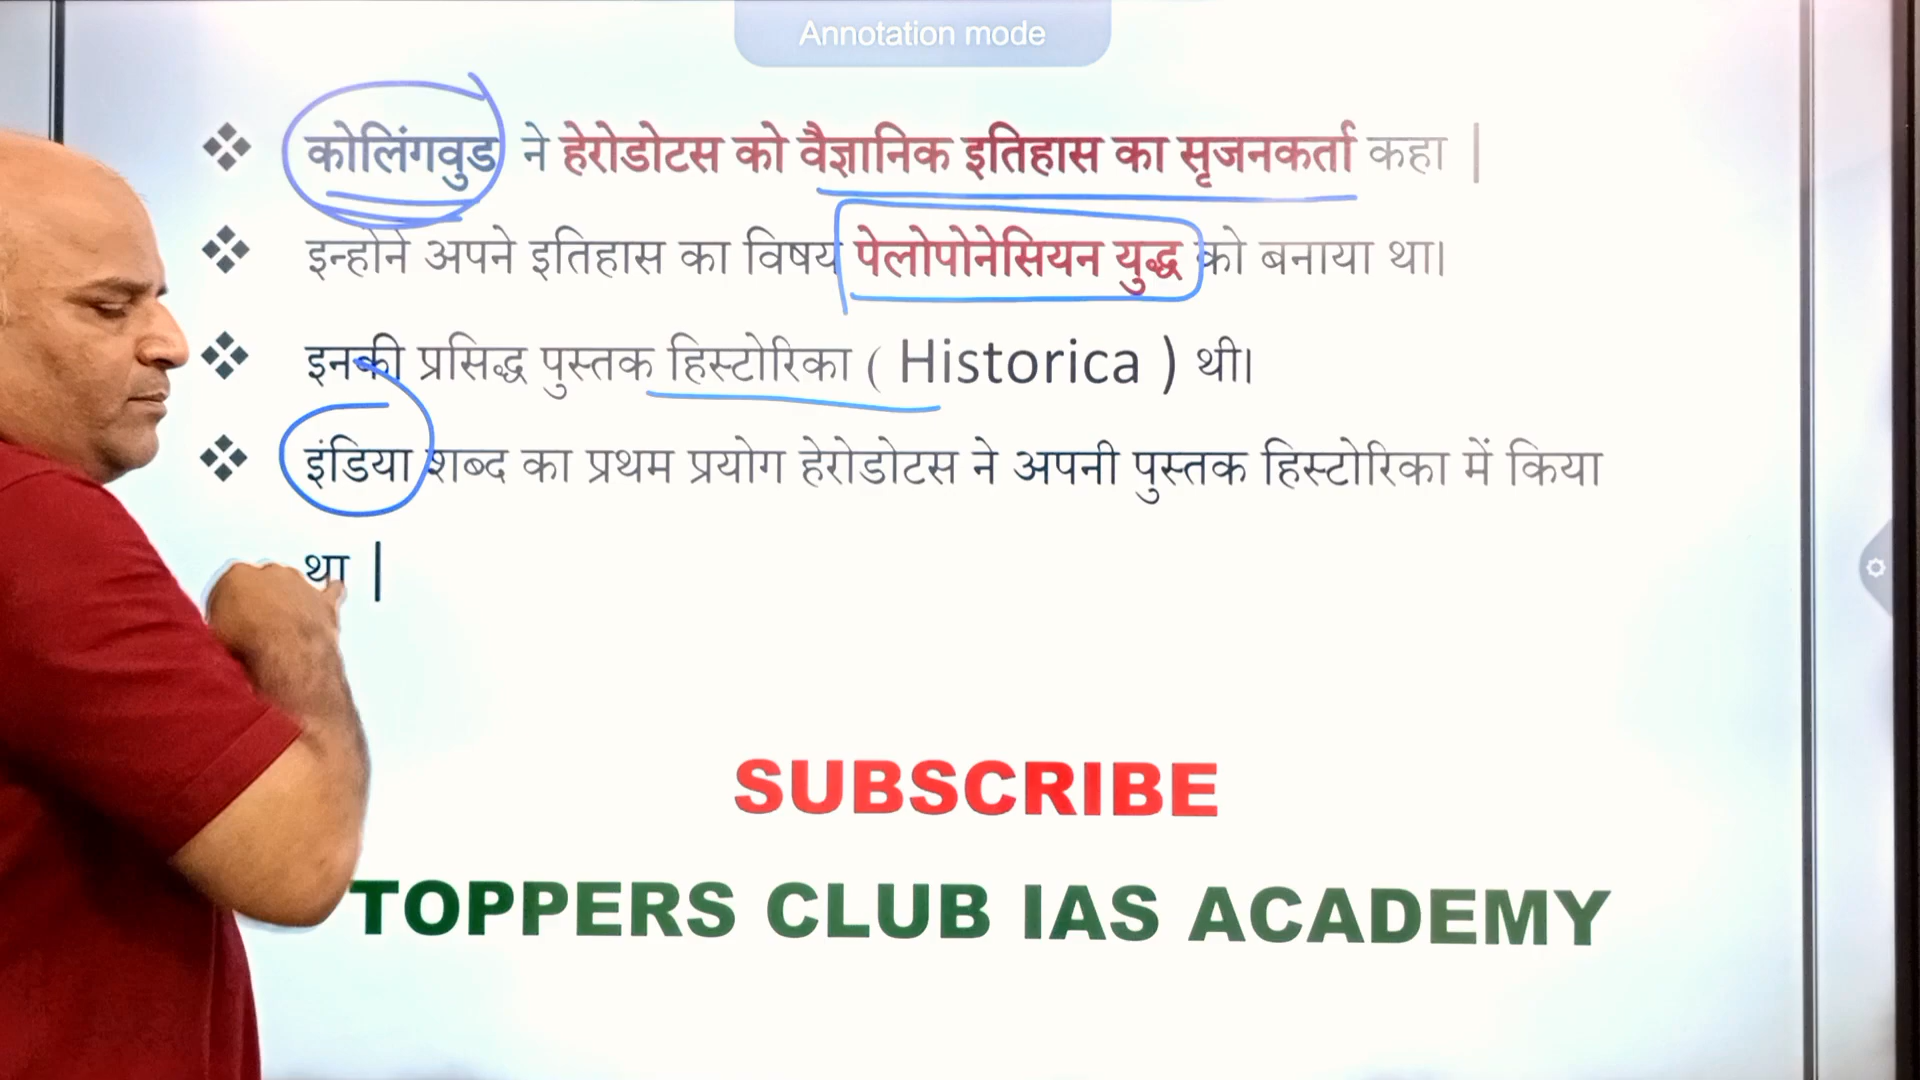 Annotation mode
❖ कोलिंगवुड ने हेरोडोटस को वैज्ञानिक इतिहास का सृजनकर्ता कहा |
❖ इन्होने अपने इतिहास का विषय पेलोपोनेसियन युद्ध को बनाया था।
❖ इनकी प्रसिद्ध पुस्तक हिस्टोरिका ( Historica ) थी।
❖ इंडिया शब्द का प्रथम प्रयोग हेरोडोटस ने अपनी पुस्तक हिस्टोरिका में किया
था |
SUBSCRIBE
TOPPERS CLUB IAS ACADEMY